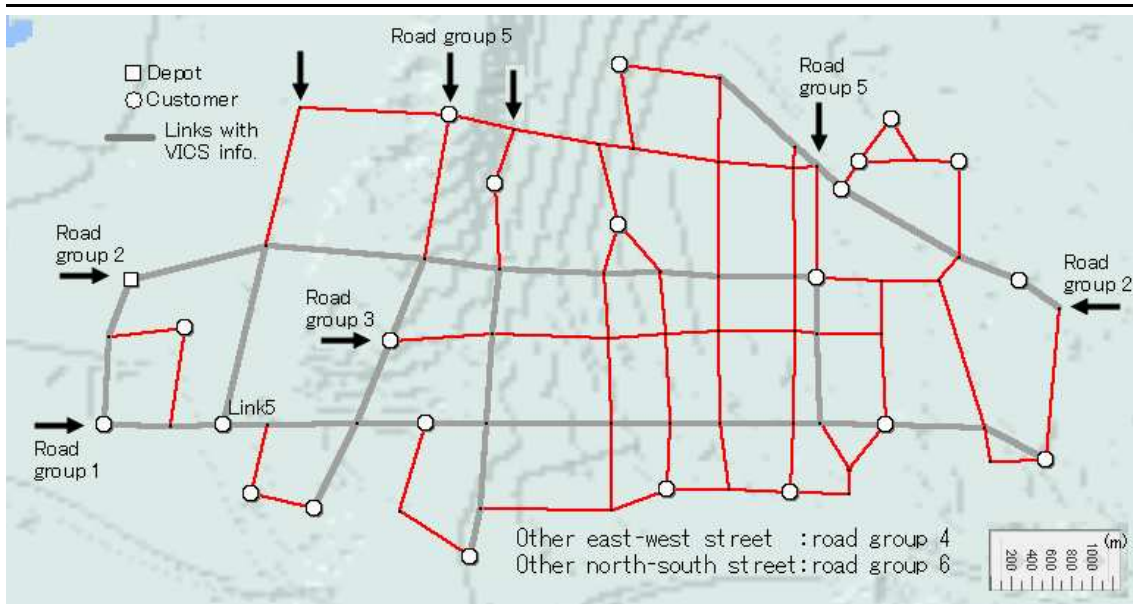 Road group 5
Depot
Customer
Links with
VICS info.
Road
group 5
Road
group 2
Road
group 3
Road
group 2
Link5
Road
group 1
Other east-west street :road group 4
Other north-south street:road group 6
(m)
200
400
600
800
1000